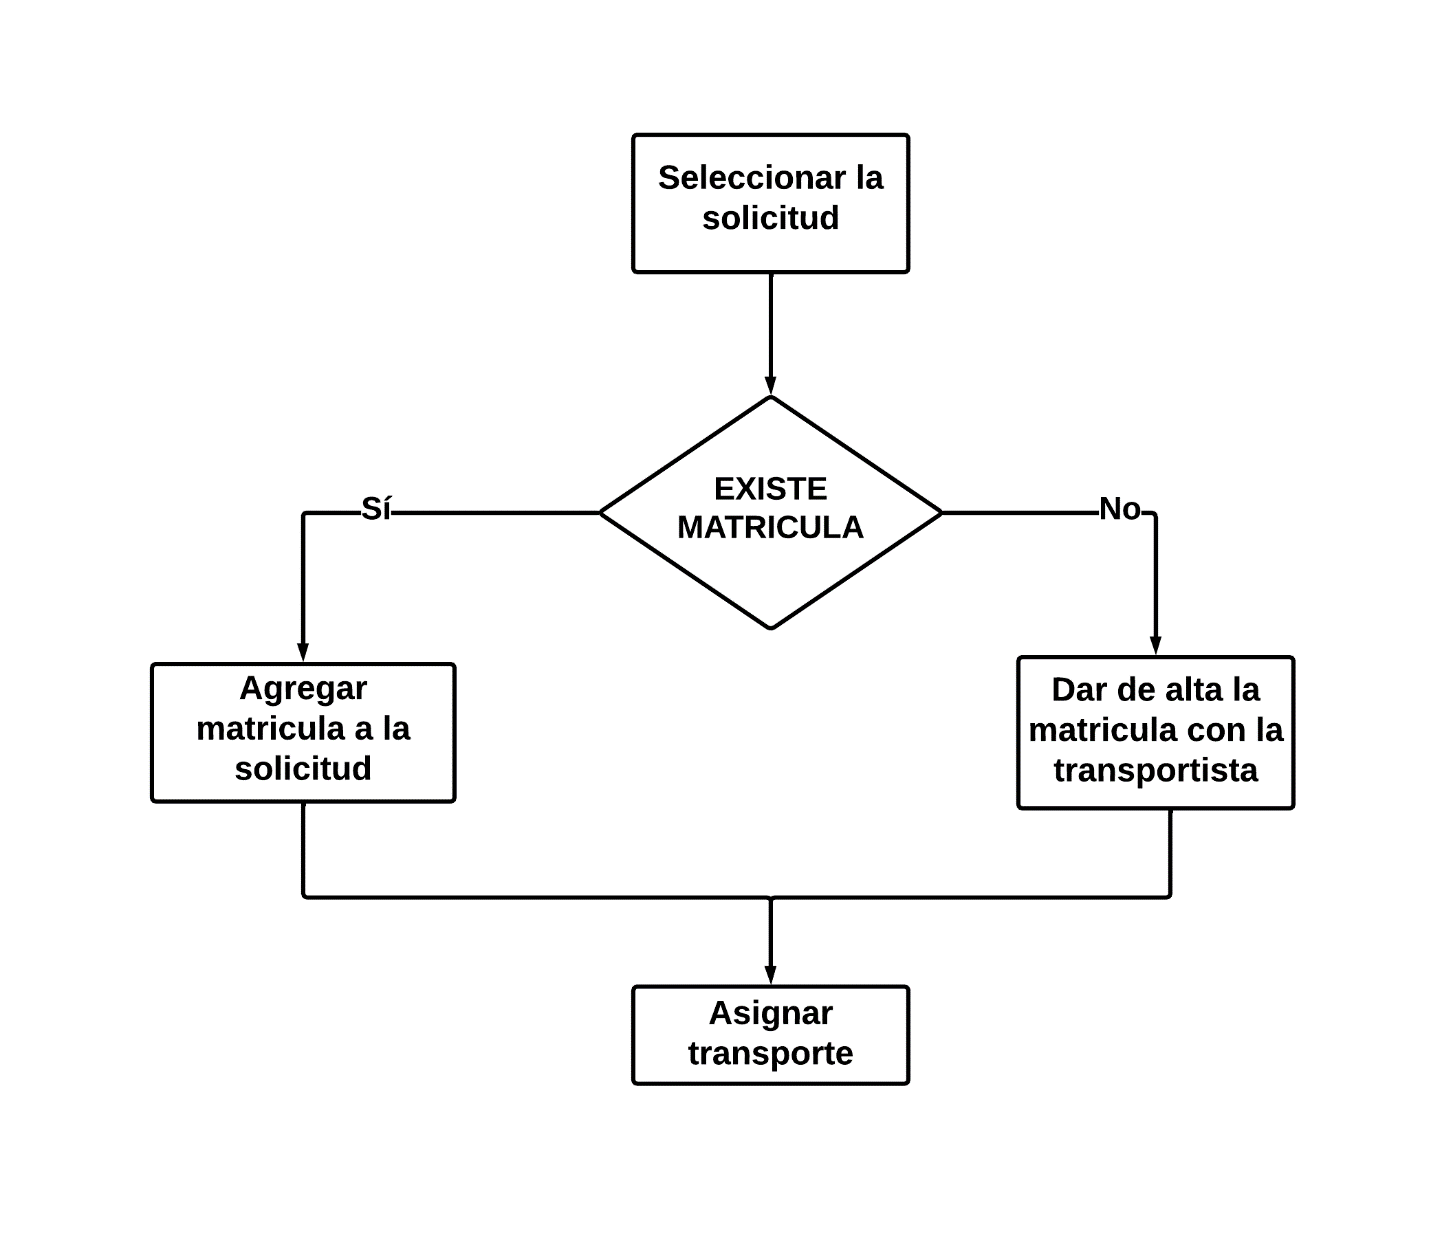 Seleccionar la
solicitud
EXISTE
MATRICULA
Sí
No
Agregar
matricula a la
solicitud
Dar de alta la
matricula con la
transportista
Asignar
transporte